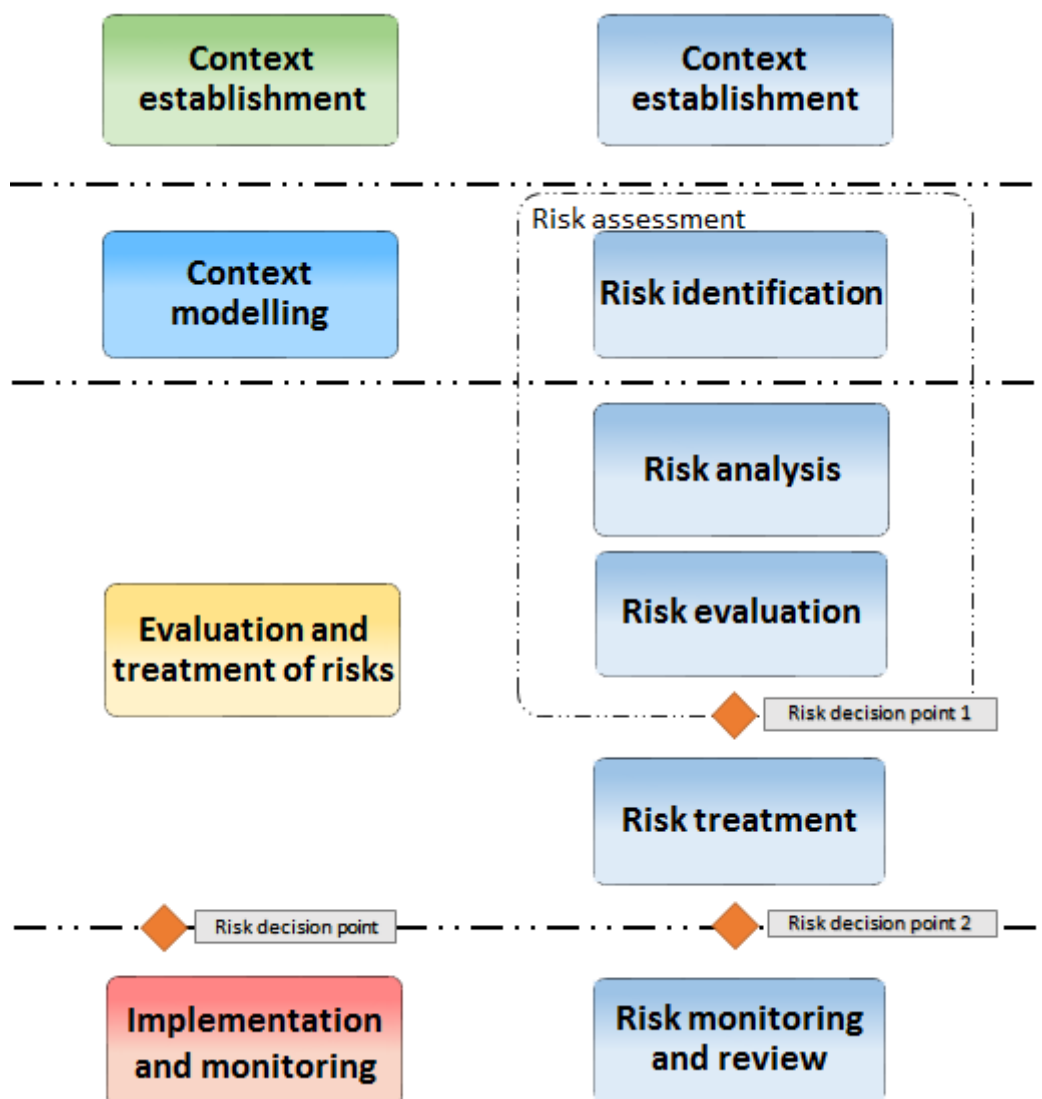 Context
establishment
Context
establishment
Risk assessment
Context
modelling
Risk identification
Risk analysis
Evaluation and
treatment of risks
Risk evaluation
Risk decision point 1
Risk treatment
Risk decision point
Risk decision point 2
Implementation
and monitoring
Risk monitoring
and review